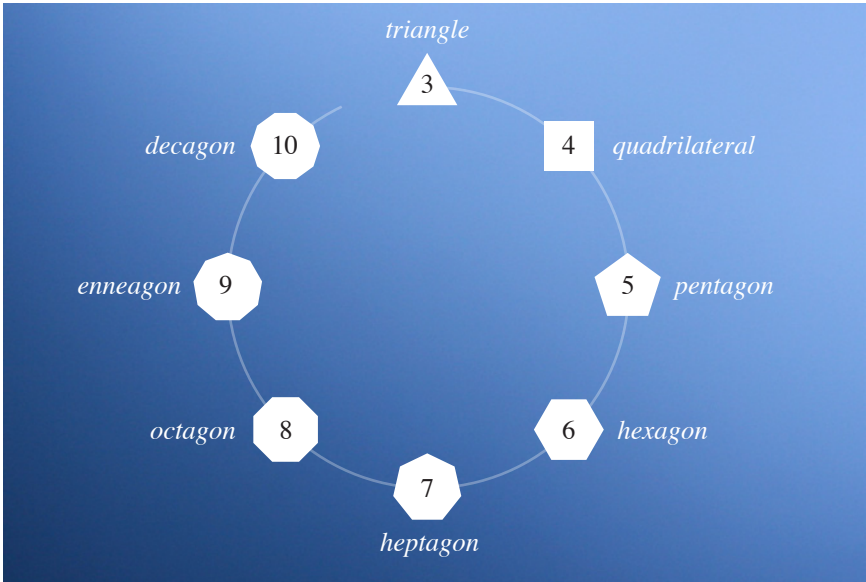 triangle
3
4
quadrilateral
5
pentagon
6
hexagon
7
heptagon
octagon
8
enneagon
9
decagon
10